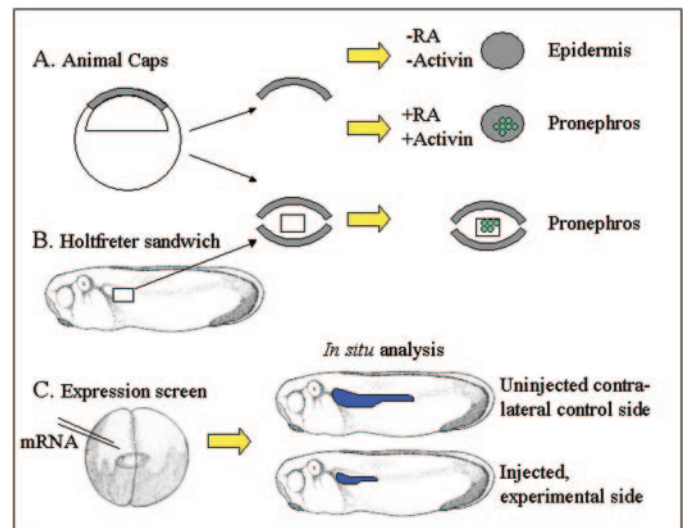 A. Animal Caps
-RA
-Activin
Epidermis
+RA
+Activin
Pronephros
B. Holtfreter sandwich
Pronephros
In situ analysis
C. Expression screen
mRNA
Uninjected contra-
lateral control side
Injected,
experimental side